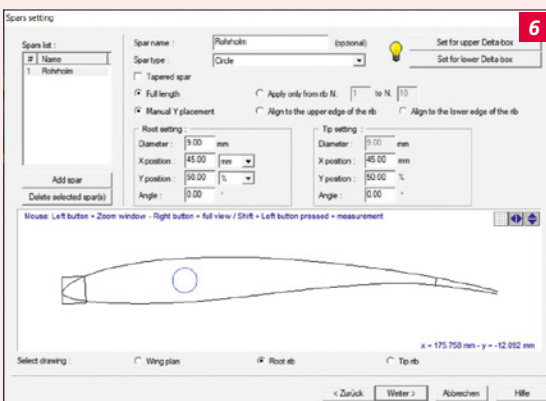 Spars setting
6
Spars list :
# Name
1 Rohrholm
Add spar
Delete selected spar(s)
Spar name : Rohrholm (opzional)
Spar type : Circle
Tapered spar
Full length Apply only from rib N. 1 to N. 10
Manual Y placement Align to the upper edge of the rib Align to the lower edge of the rib
Set for upper Delta-box
Set for lower Delta-box
Root setting :
Diameter : 9.00 mm
X position : 45.00 mm
Y position : 50.00 %
Angle : 0.00 °
Tip setting :
Diameter : 9.00 mm
X position : 45.00 mm
Y position : 50.00 %
Angle : 0.00 °
Mouse: Left button = Zoom window - Right button = full view / Shift + Left button pressed = measurement
x = 175.758 mm - y = -12.092 mm
Select drawing : Wing plan Root rib Tip rib
< Zurück Weiter > Abbrechen Hilfe